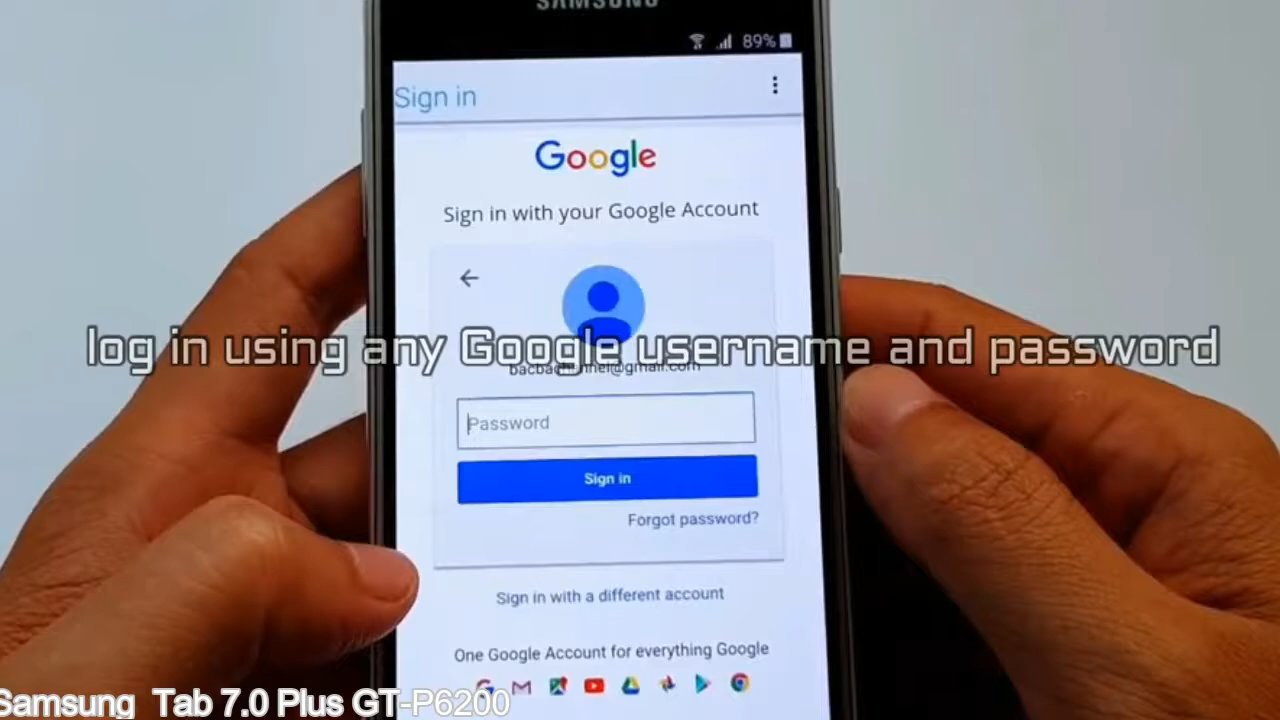 SAMSUNG
89%
Sign in
Google
Sign in with your Google Account
log in using any Google username and password
Password
Sign in
Forgot password?
Sign in with a different account
One Google Account for everything Google
Samsung Tab 7.0 Plus GT-P6200